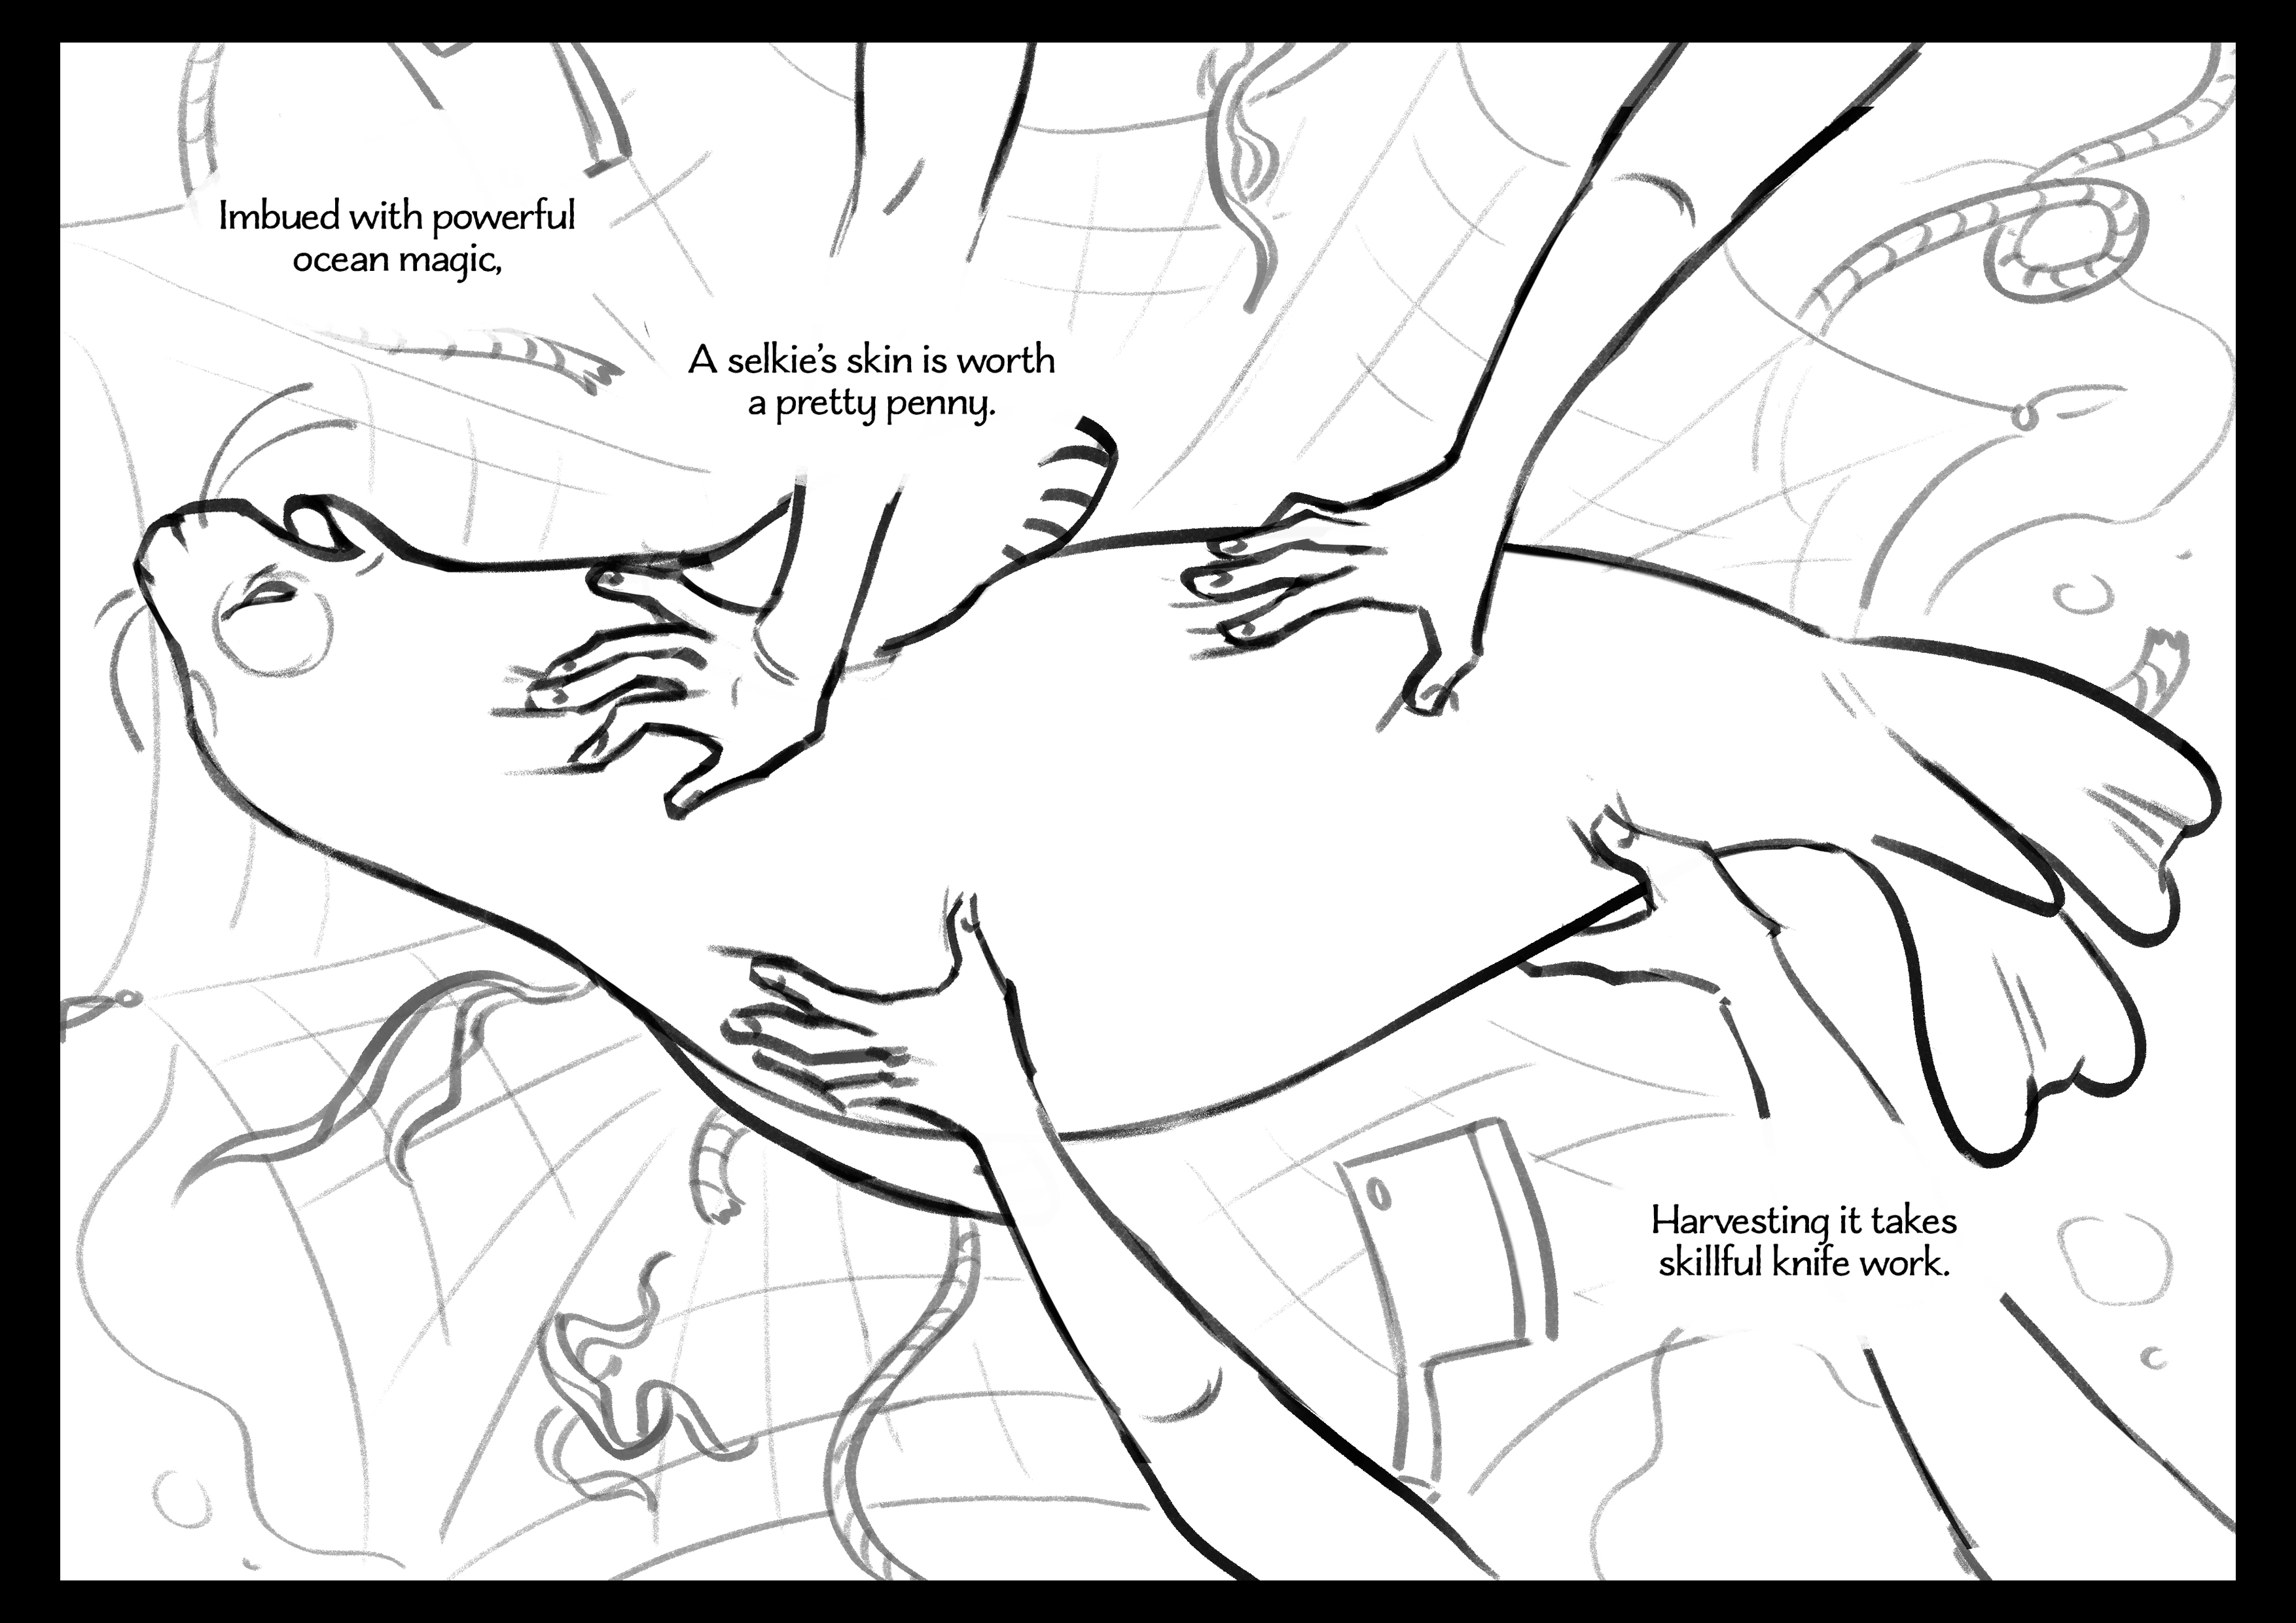 Imbued with powerful
ocean magic,
A selkie's skin is worth
a pretty penny.
Harvesting it takes
skillful knife work.